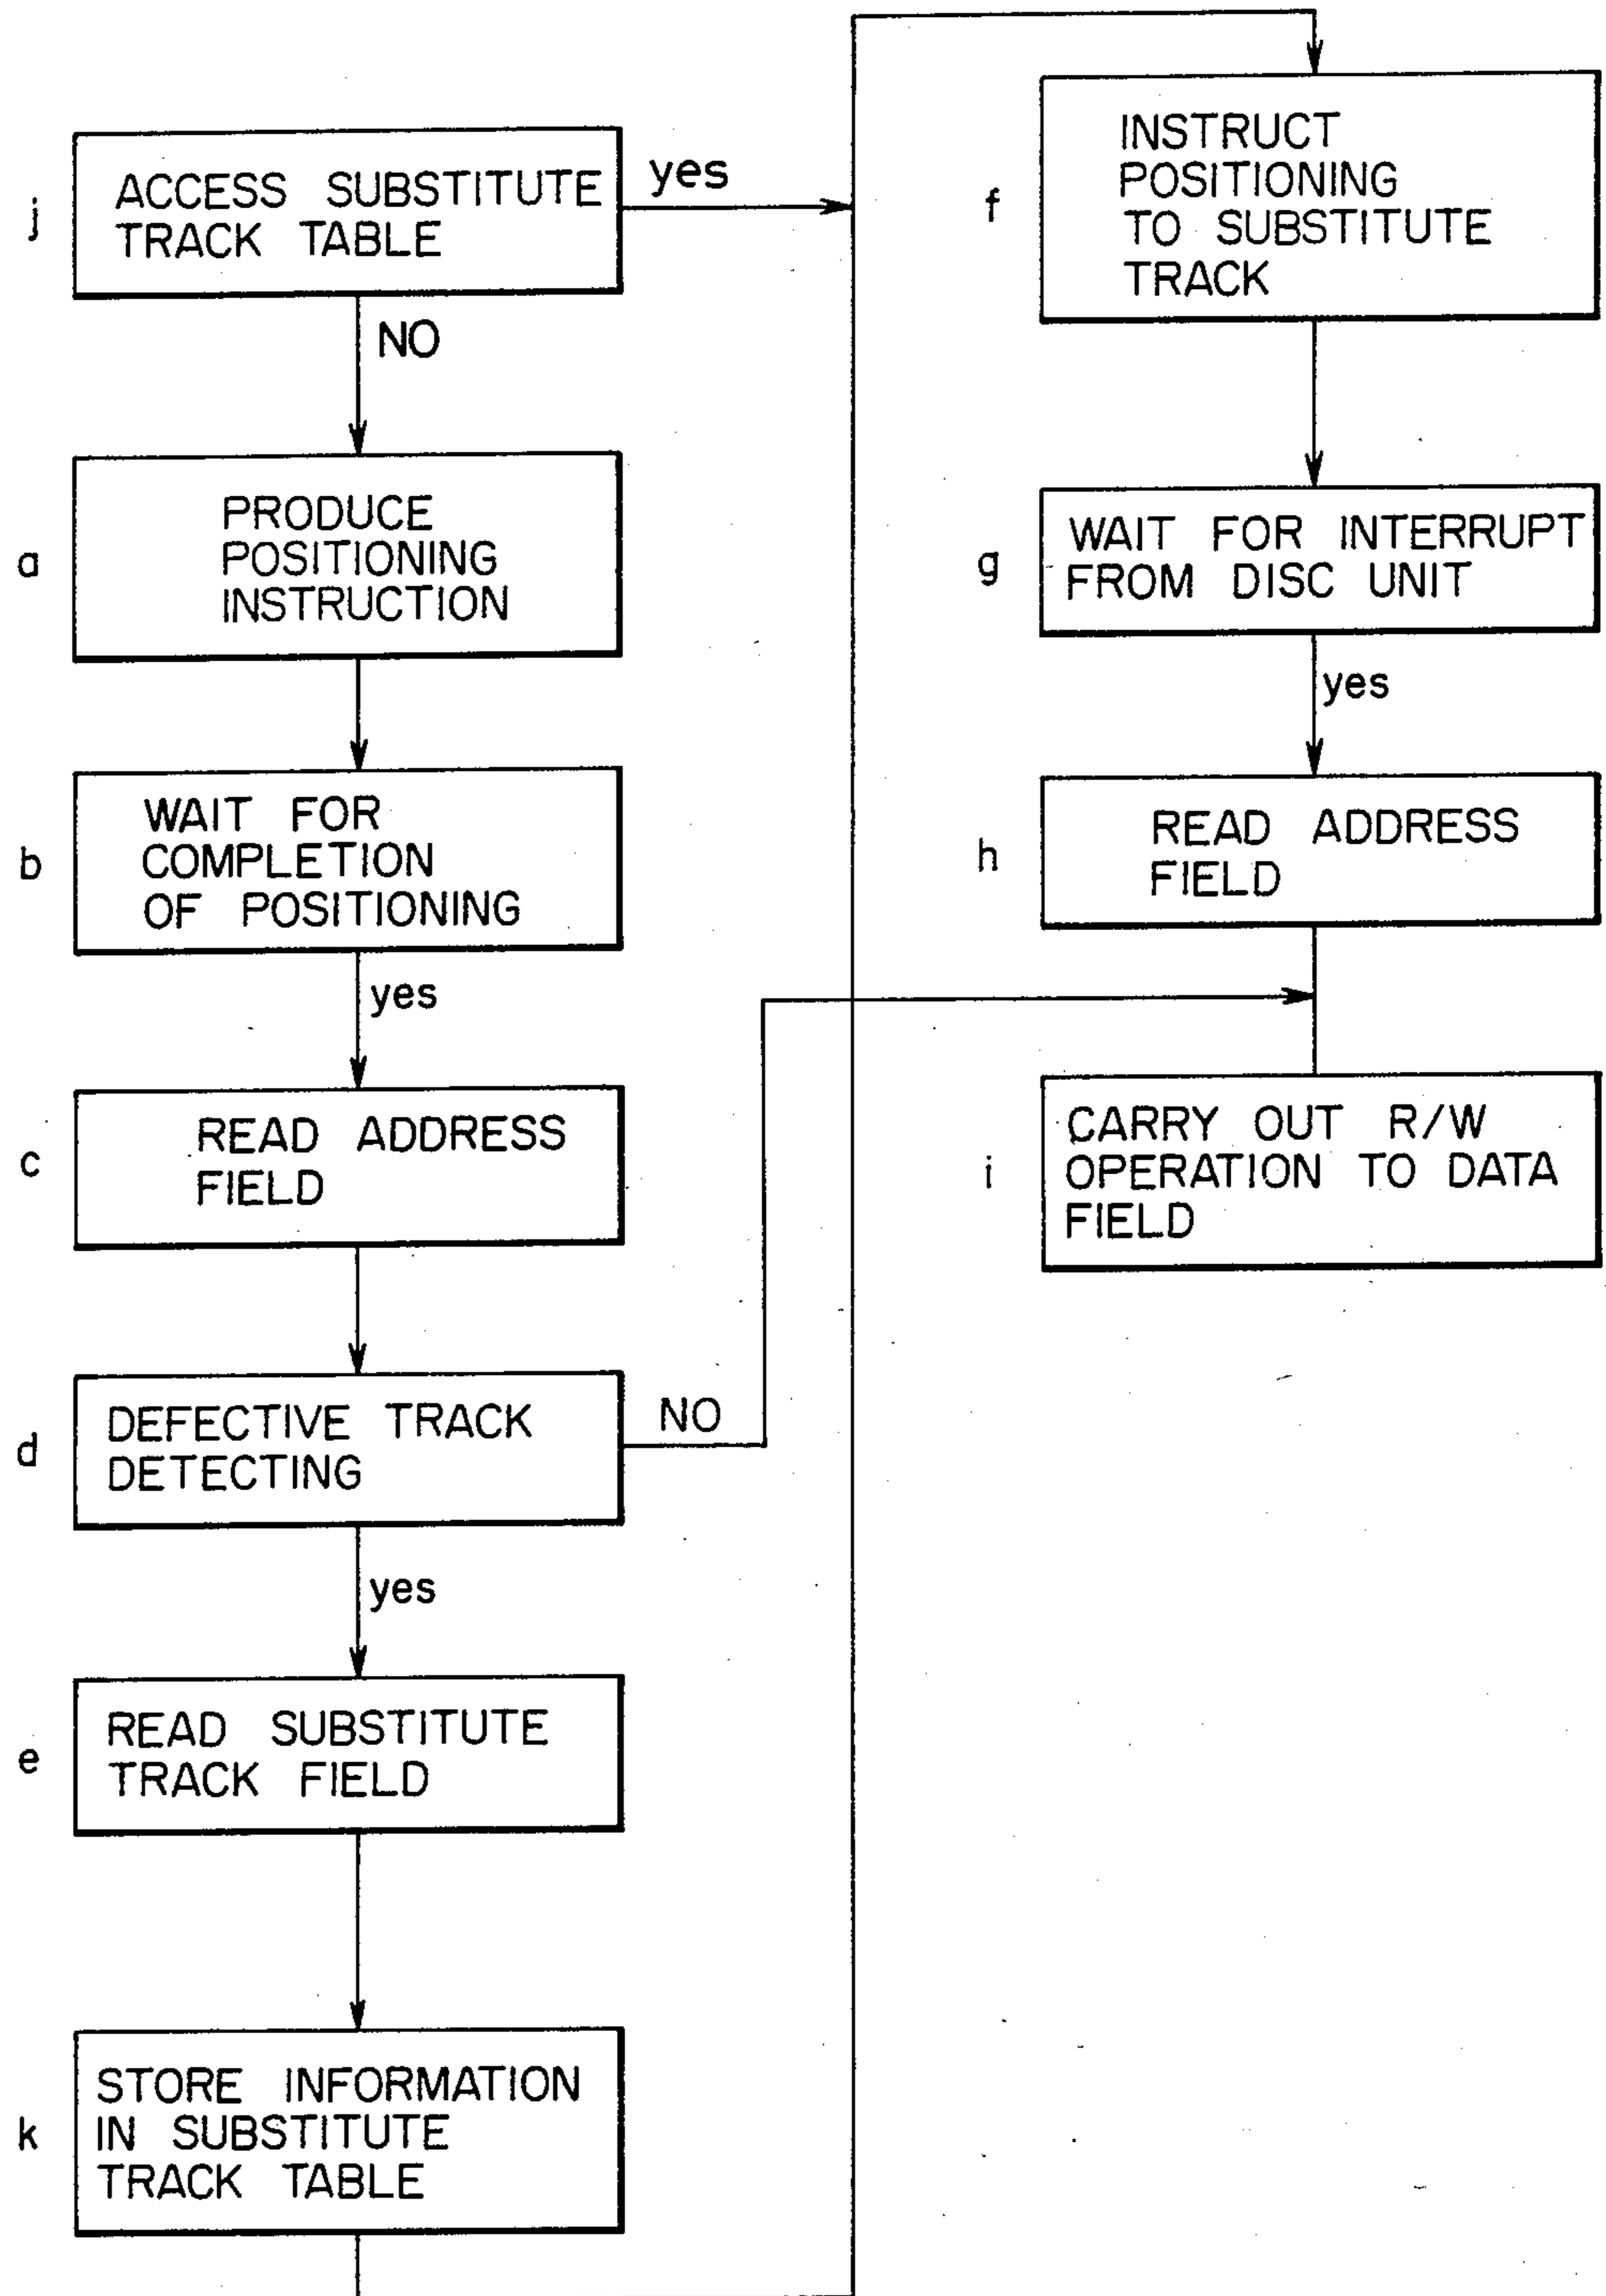 j
ACCESS SUBSTITUTE
TRACK TABLE
yes
NO
a
PRODUCE
POSITIONING
INSTRUCTION
b
WAIT FOR
COMPLETION
OF POSITIONING
yes
c
READ ADDRESS
FIELD
d
DEFECTIVE TRACK
DETECTING
NO
yes
e
READ SUBSTITUTE
TRACK FIELD
k
STORE INFORMATION
IN SUBSTITUTE
TRACK TABLE
f
INSTRUCT
POSITIONING
TO SUBSTITUTE
TRACK
g
WAIT FOR INTERRUPT
FROM DISC UNIT
yes
h
READ ADDRESS
FIELD
i
CARRY OUT R/W
OPERATION TO DATA
FIELD